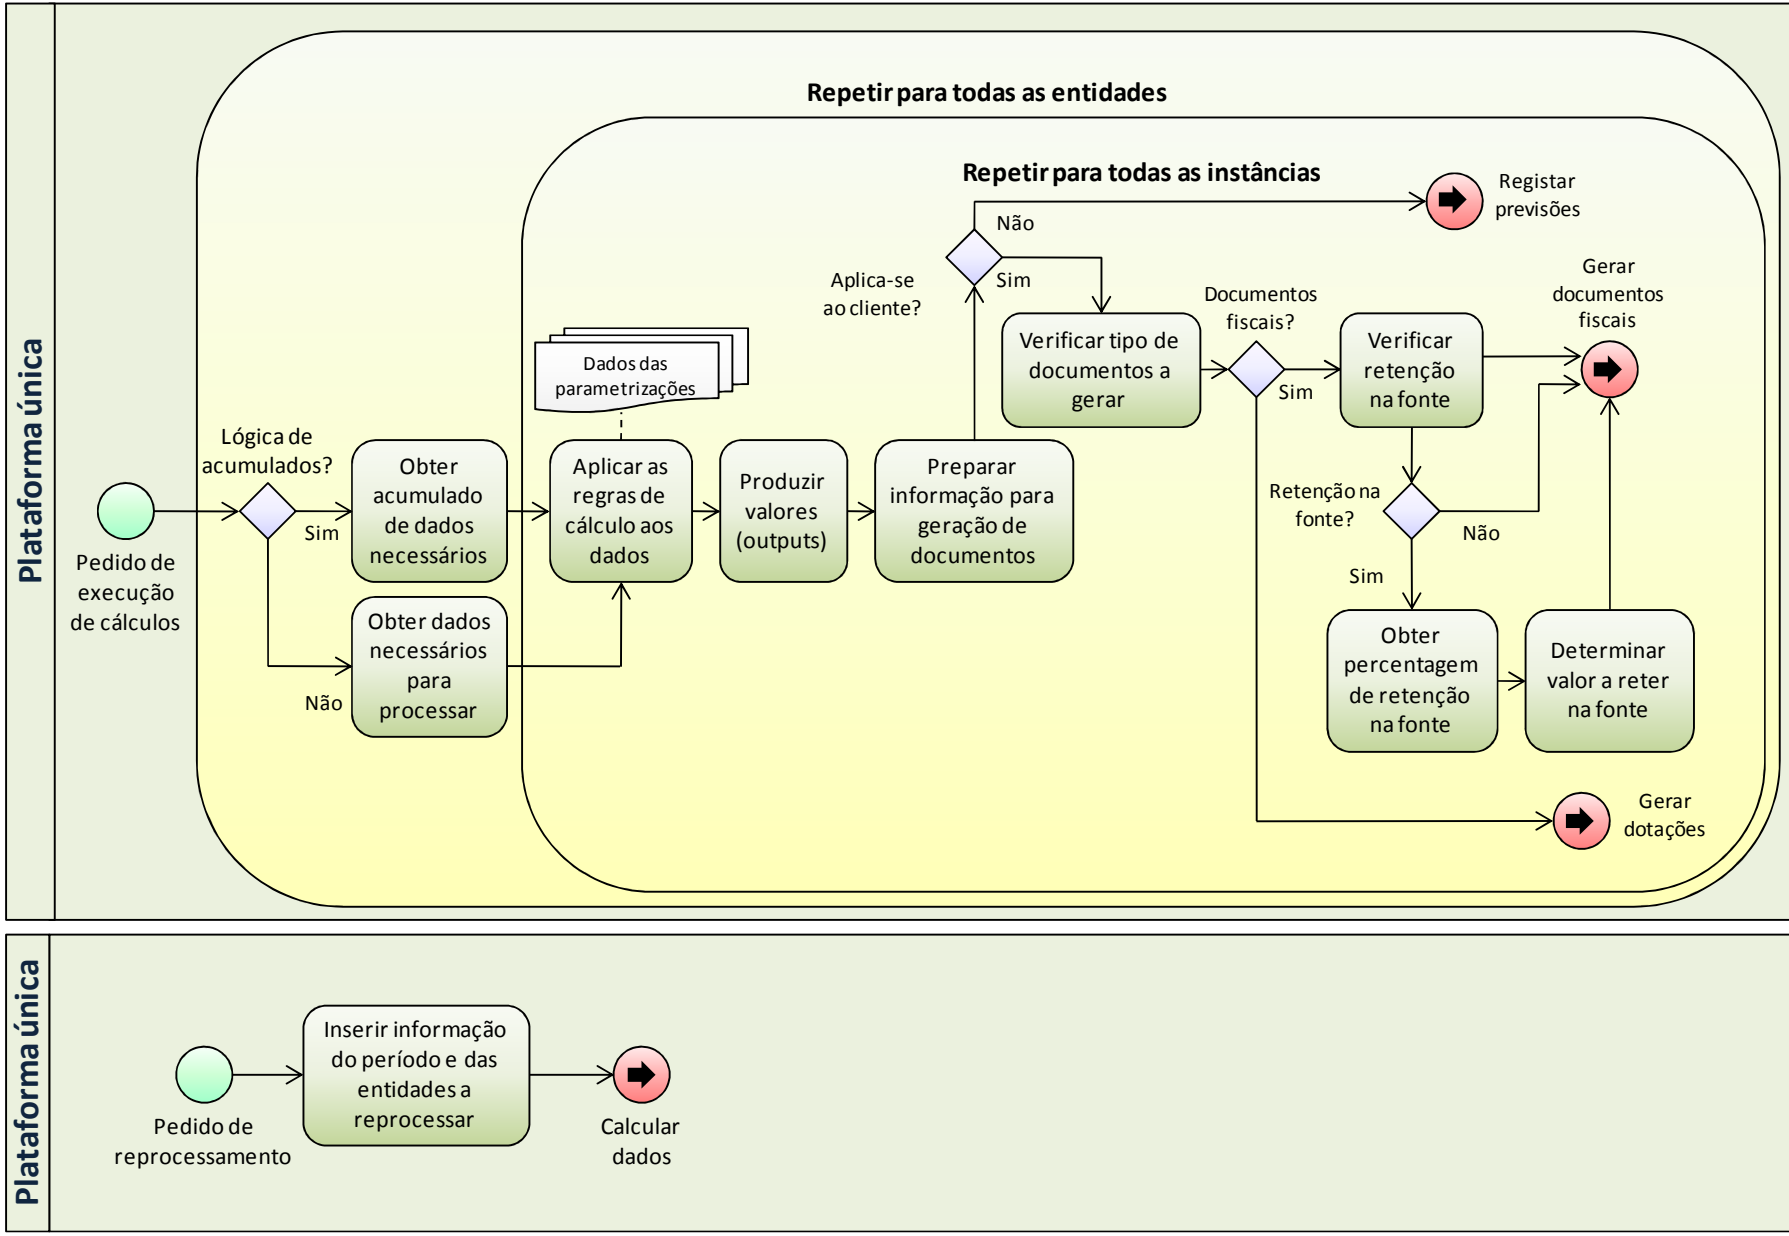 Plataforma única
Repetir para todas as entidades
Repetir para todas as instâncias
Registar
previsões
Não
Sim
Aplica-se
ao cliente?
Gerar
documentos
fiscais
Documentos
fiscais?
Verificar tipo de
documentos a
gerar
Verificar
retenção
na fonte
Sim
Dados das
parametrizações
Lógica de
acumulados?
Sim
Obter
acumulado
de dados
necessários
Aplicar as
regras de
cálculo aos
dados
Produzir
valores
(outputs)
Preparar
informação para
geração de
documentos
Retenção na
fonte?
Não
Sim
Pedido de
execução
de cálculos
Não
Obter dados
necessários
para
processar
Obter
percentagem
de retenção
na fonte
Determinar
valor a reter
na fonte
Gerar
dotações
Plataforma única
Inserir informação
do período e das
entidades a
reprocessar
Pedido de
reprocessamento
Calcular
dados